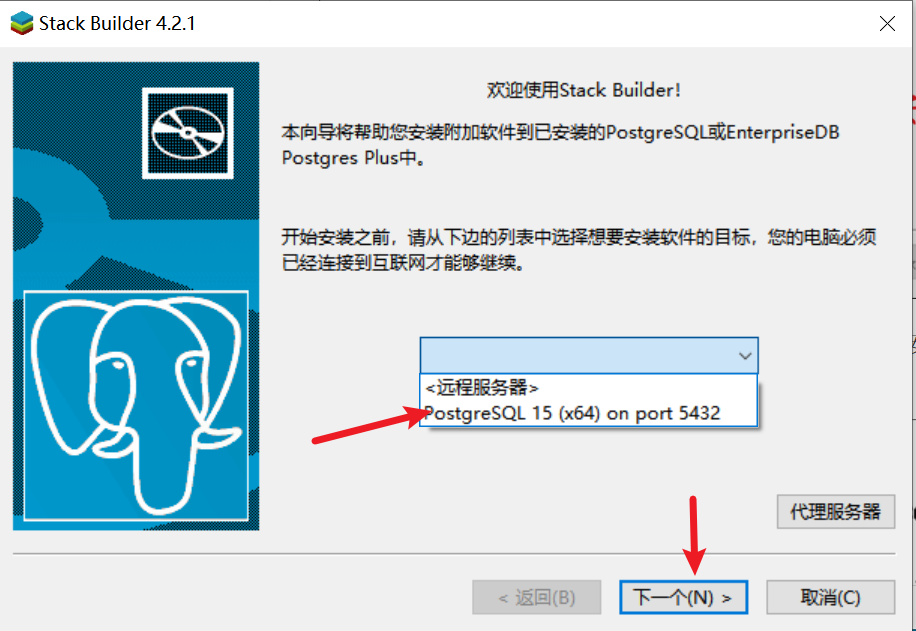 Stack Builder 4.2.1
欢迎使用Stack Builder!
本向导将帮助您安装附加软件到已安装的PostgreSQL或EnterpriseDB
Postgres Plus中。
开始安装之前，请从下边的列表中选择想要安装软件的目标，您的电脑必须
已经连接到互联网才能够继续。
<远程服务器>
PostgreSQL 15 (x64) on port 5432
代理服务器
< 返回(B)
下一个(N) >
取消(C)